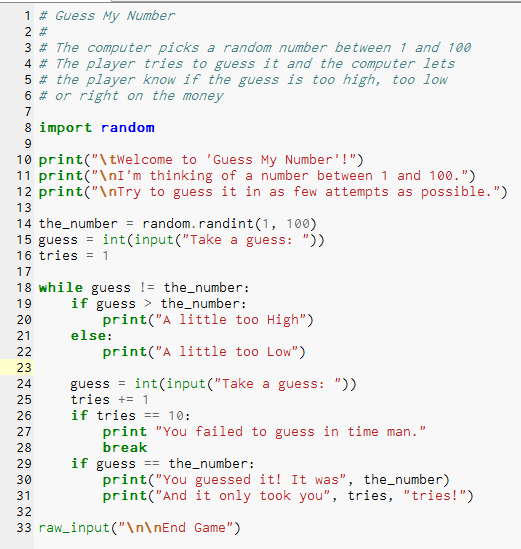 1 # Guess My Number
2 #
3 # The computer picks a random number between 1 and 100
4 # The player tries to guess it and the computer lets
5 # the player know if the guess is too high, too low
6 # or right on the money
7
8 import random
9
10 print("\tWelcome to 'Guess My Number'!")
11 print("\nI'm thinking of a number between 1 and 100.")
12 print("\nTry to guess it in as few attempts as possible.")
13
14 the_number = random.randint(1, 100)
15 guess = int(input("Take a guess: "))
16 tries = 1
17
18 while guess != the_number:
19     if guess > the_number:
20         print("A little too High")
21     else:
22         print("A little too Low")
23
24     guess = int(input("Take a guess: "))
25     tries += 1
26     if tries == 10:
27         print "You failed to guess in time man."
28         break
29     if guess == the_number:
30         print("You guessed it! It was", the_number)
31         print("And it only took you", tries, "tries!")
32
33 raw_input("\n\nEnd Game")